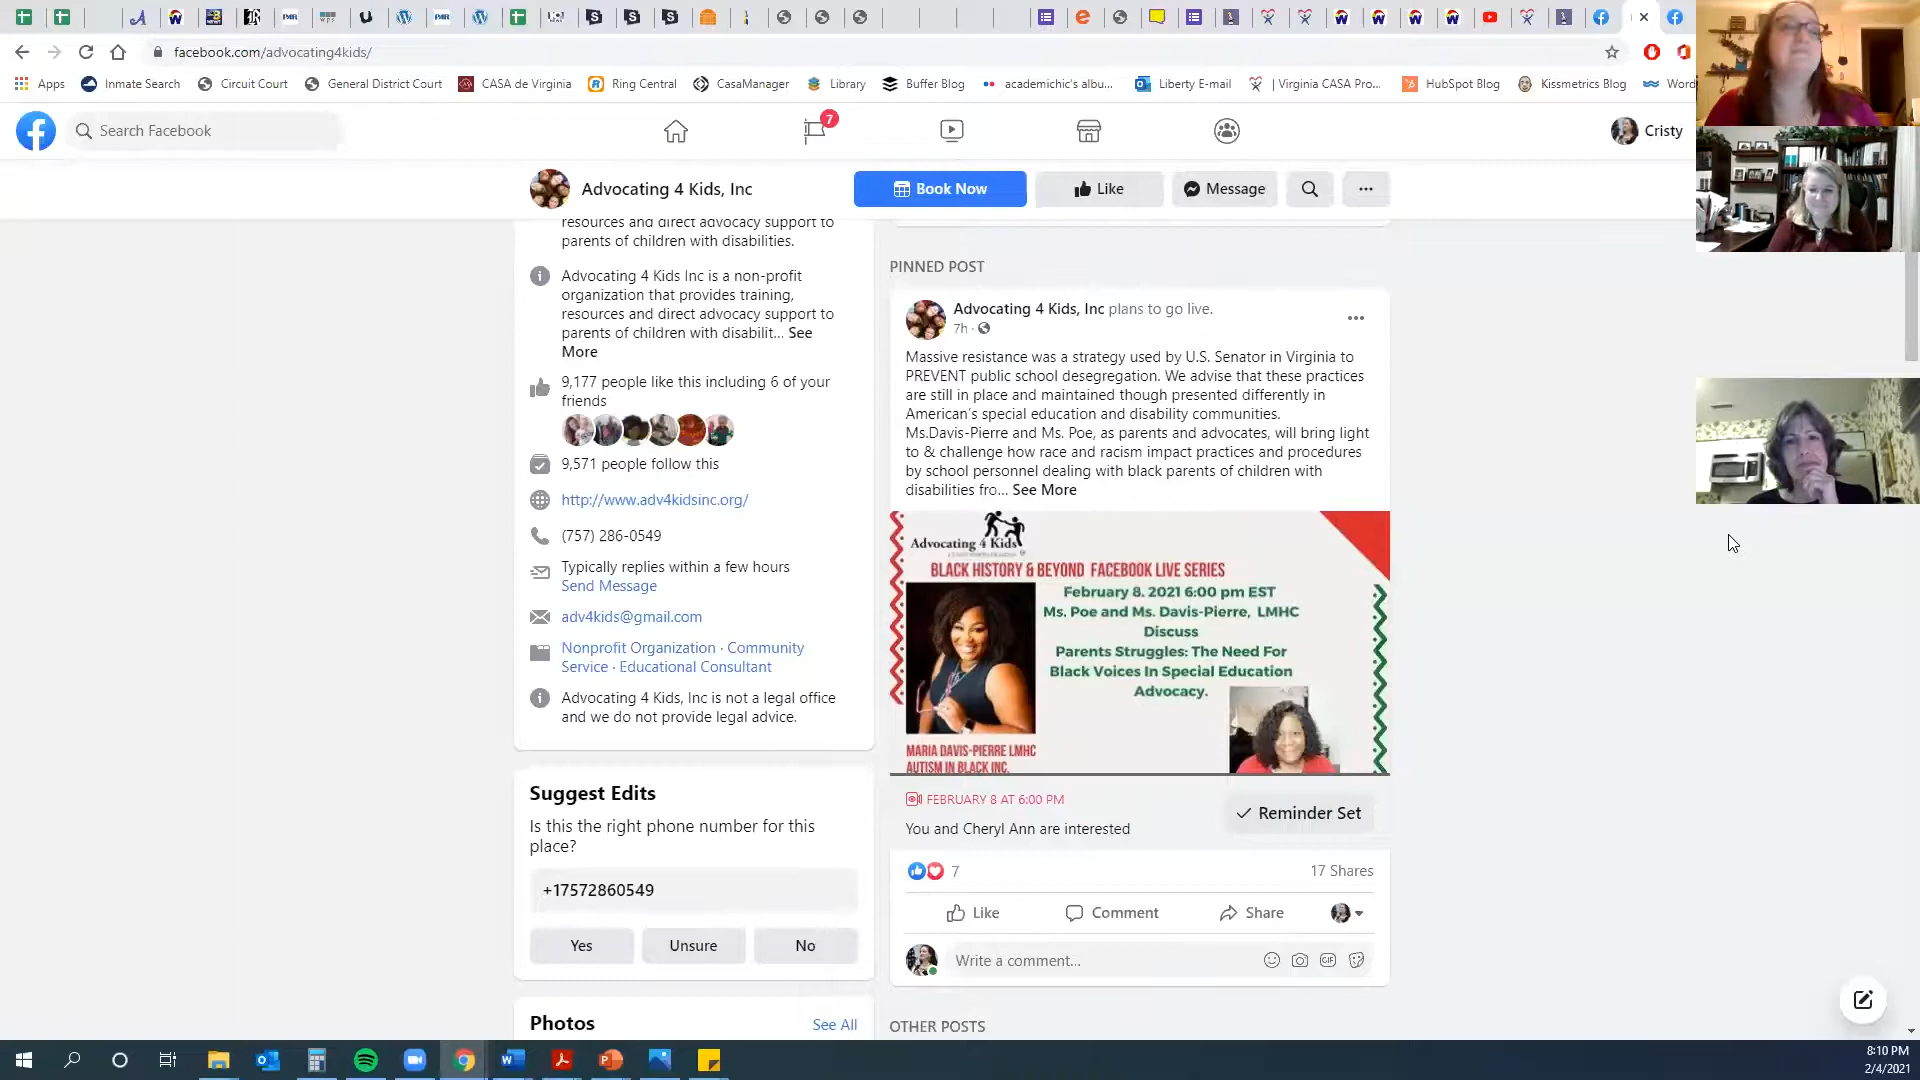 facebook.com/advocating4kids/
Apps
Inmate Search
Circuit Court
General District Court
CASA de Virginia
Ring Central
CasaManager
Library
Buffer Blog
academichic's albu...
Liberty E-mail
| Virginia CASA Pro...
HubSpot Blog
Kissmetrics Blog
Word
Search Facebook
7
Cristy
Advocating 4 Kids, Inc
Book Now
Like
Message
resources and direct advocacy support to
parents of children with disabilities.
Advocating 4 Kids Inc is a non-profit
organization that provides training,
resources and direct advocacy support to
parents of children with disabilit... See
More
9,177 people like this including 6 of your
friends
9,571 people follow this
http://www.adv4kidsinc.org/
(757) 286-0549
Typically replies within a few hours
Send Message
adv4kids@gmail.com
Nonprofit Organization · Community
Service · Educational Consultant
Advocating 4 Kids, Inc is not a legal office
and we do not provide legal advice.
Suggest Edits
Is this the right phone number for this
place?
+17572860549
Yes
Unsure
No
Photos
See All
PINNED POST
Advocating 4 Kids, Inc plans to go live.
7h ·
Massive resistance was a strategy used by U.S. Senator in Virginia to
PREVENT public school desegregation. We advise that these practices
are still in place and maintained though presented differently in
American's special education and disability communities.
Ms.Davis-Pierre and Ms. Poe, as parents and advocates, will bring light
to & challenge how race and racism impact practices and procedures
by school personnel dealing with black parents of children with
disabilities fro... See More
Advocating 4 Kids
BLACK HISTORY & BEYOND FACEBOOK LIVE SERIES
February 8. 2021 6:00 pm EST
Ms. Poe and Ms. Davis-Pierre, LMHC
Discuss
Parents Struggles: The Need For
Black Voices In Special Education
Advocacy.
MARIA DAVIS-PIERRE LMHC
AUTISM IN BLACK INC.
FEBRUARY 8 AT 6:00 PM
Reminder Set
You and Cheryl Ann are interested
7
17 Shares
Like
Comment
Share
Write a comment...
GIF
OTHER POSTS
8:10 PM
2/4/2021